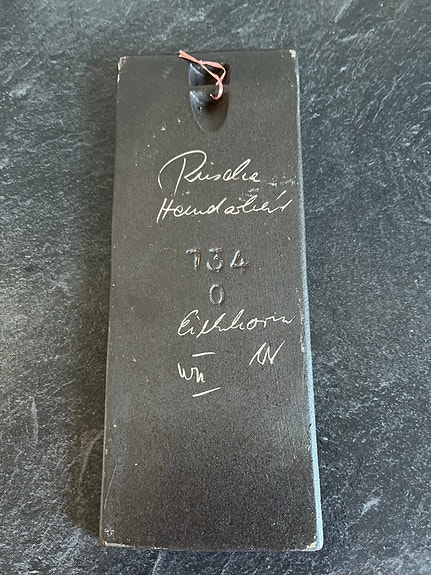 Ruscha
Handarbeit
734
0
Eichhorn